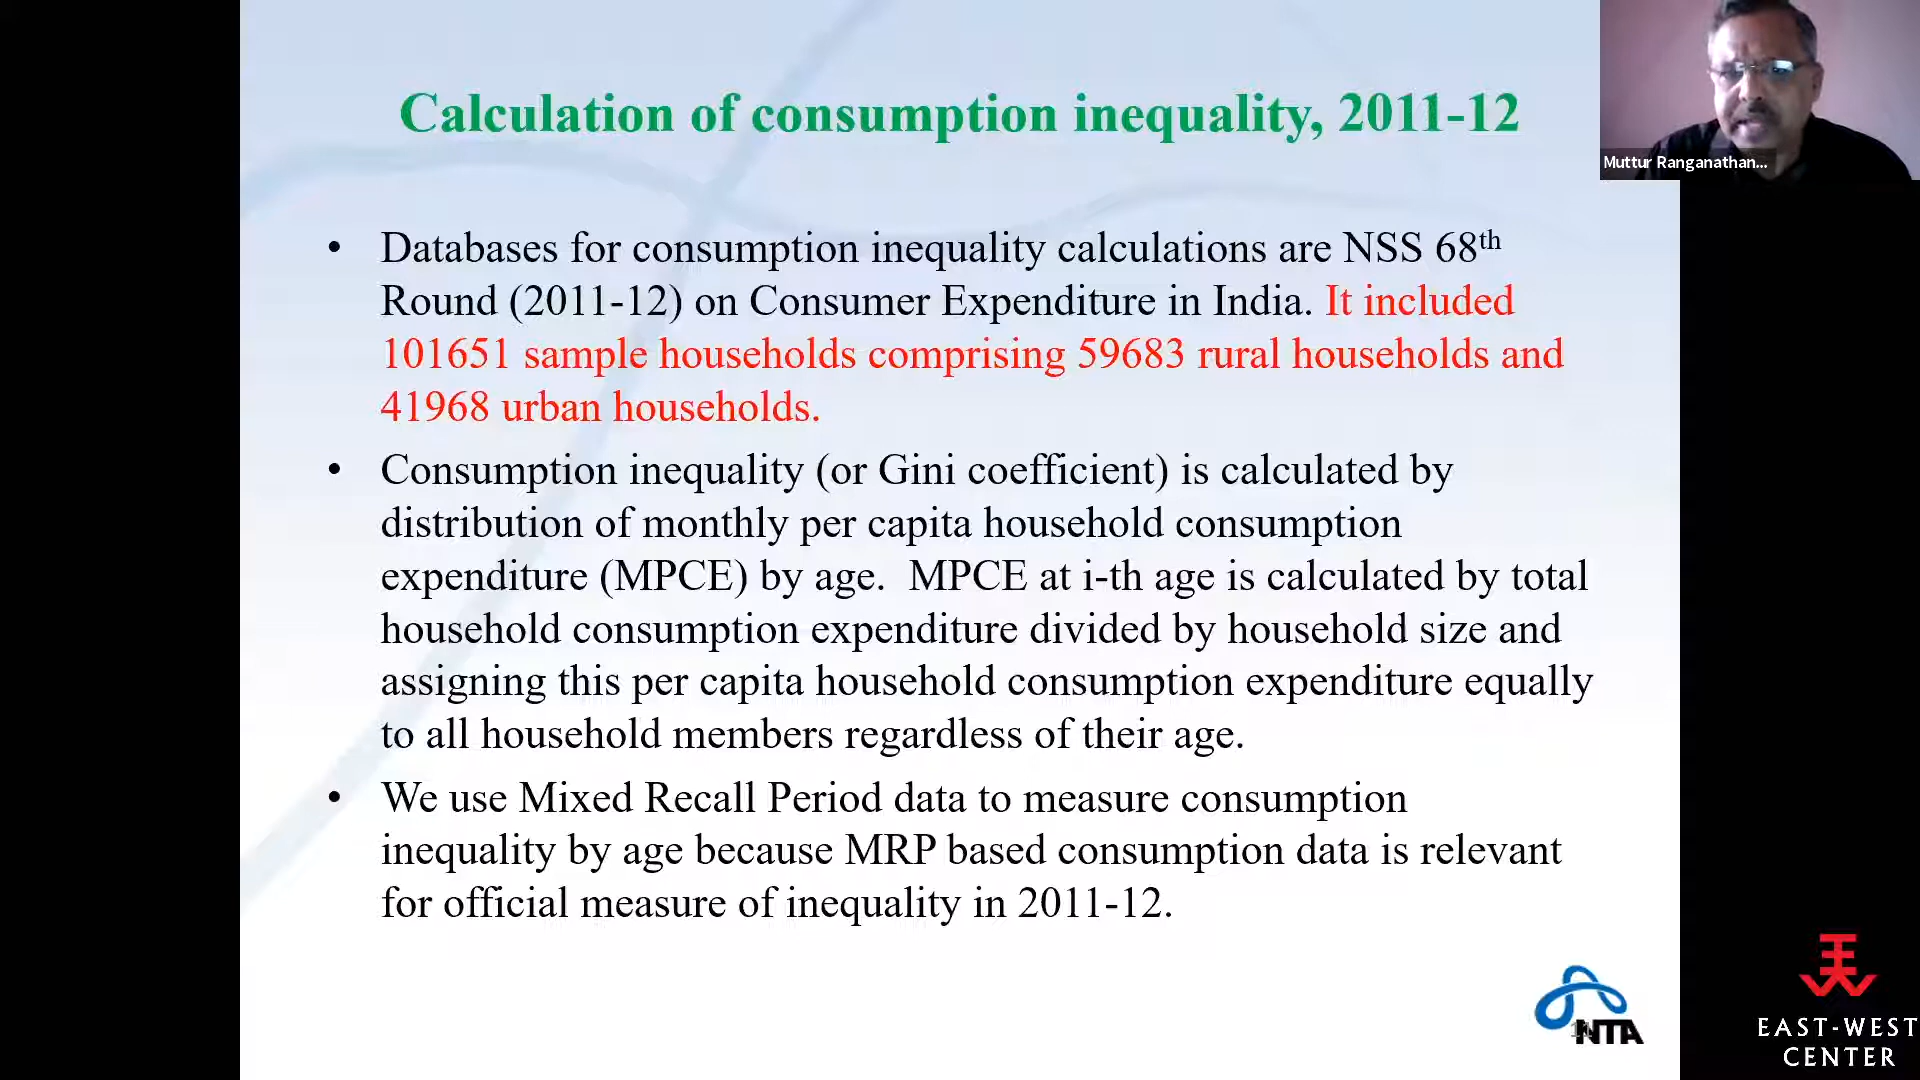 Calculation of consumption inequality, 2011-12
Muttur Ranganathan...
• Databases for consumption inequality calculations are NSS 68th
Round (2011-12) on Consumer Expenditure in India. It included
101651 sample households comprising 59683 rural households and
41968 urban households.
• Consumption inequality (or Gini coefficient) is calculated by
distribution of monthly per capita household consumption
expenditure (MPCE) by age. MPCE at i-th age is calculated by total
household consumption expenditure divided by household size and
assigning this per capita household consumption expenditure equally
to all household members regardless of their age.
• We use Mixed Recall Period data to measure consumption
inequality by age because MRP based consumption data is relevant
for official measure of inequality in 2011-12.
NTA
EAST-WEST
CENTER